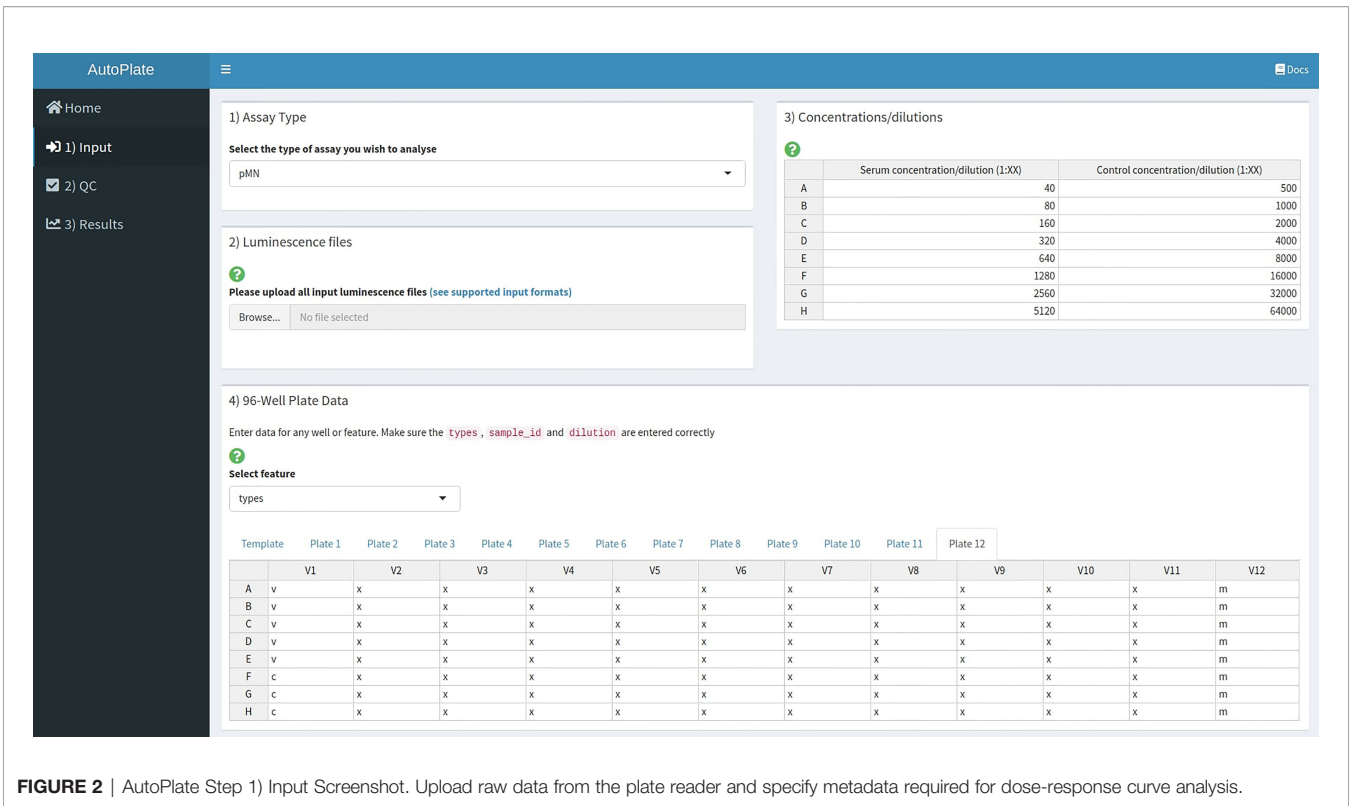 AutoPlate
Docs
Home
1) Input
2) QC
3) Results
1) Assay Type
Select the type of assay you wish to analyse
pMN
2) Luminescence files
?
Please upload all input luminescence files (see supported input formats)
Browse... No file selected
3) Concentrations/dilutions
?
Serum concentration/dilution (1:XX) Control concentration/dilution (1:XX)
A 40 500
B 80 1000
C 160 2000
D 320 4000
E 640 8000
F 1280 16000
G 2560 32000
H 5120 64000
4) 96-Well Plate Data
Enter data for any well or feature. Make sure the types, sample_id and dilution are entered correctly
?
Select feature
types
Template Plate 1 Plate 2 Plate 3 Plate 4 Plate 5 Plate 6 Plate 7 Plate 8 Plate 9 Plate 10 Plate 11 Plate 12
V1 V2 V3 V4 V5 V6 V7 V8 V9 V10 V11 V12
A v x x x x x x x x x x m
B v x x x x x x x x x x m
C v x x x x x x x x x x m
D v x x x x x x x x x x m
E v x x x x x x x x x x m
F c x x x x x x x x x x m
G c x x x x x x x x x x m
H c x x x x x x x x x x m
FIGURE 2 | AutoPlate Step 1) Input Screenshot. Upload raw data from the plate reader and specify metadata required for dose-response curve analysis.